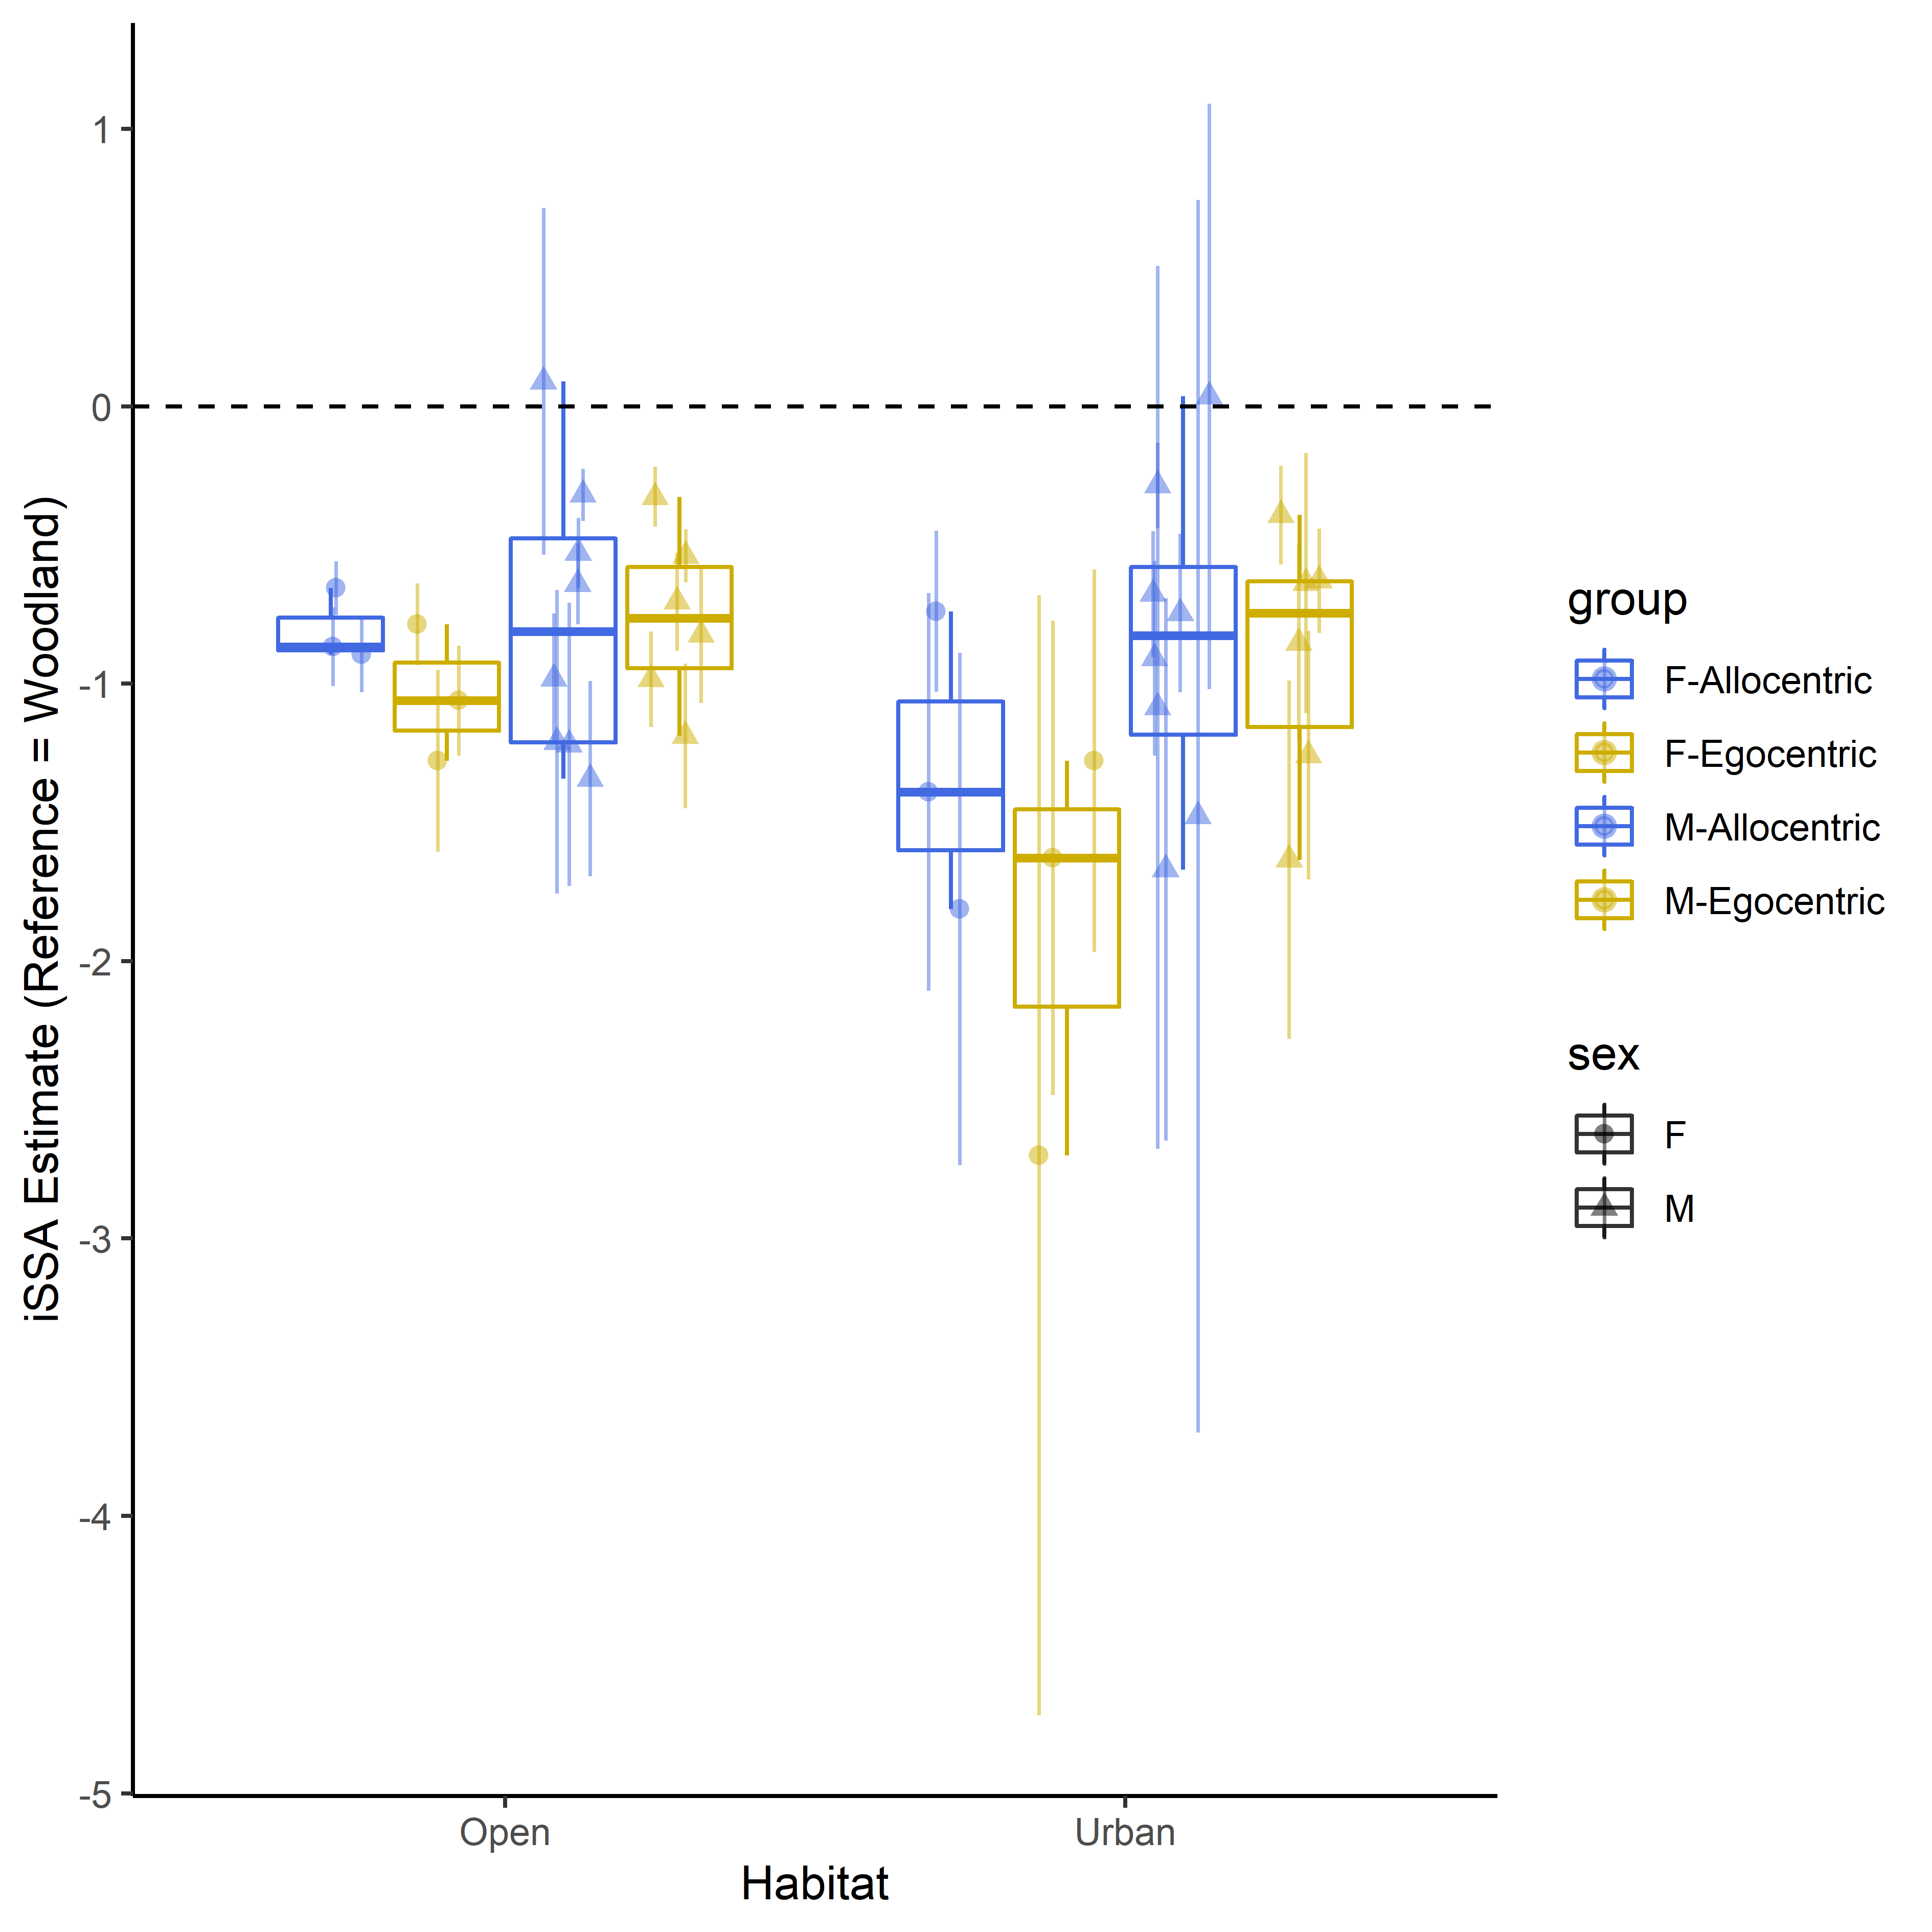 iSSA Estimate (Reference = Woodland)
1
0
-1
-2
-3
-4
-5
Open
Urban
Habitat
group
F-Allocentric
F-Egocentric
M-Allocentric
M-Egocentric
sex
F
M